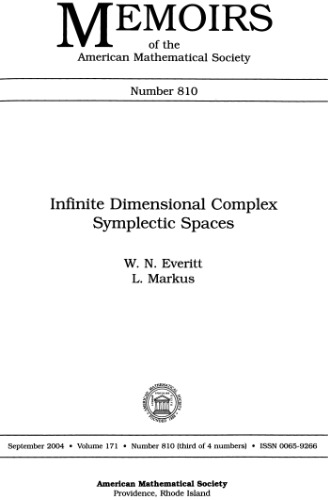 MEMOIRS
of the
American Mathematical Society
Number 810
Infinite Dimensional Complex
Symplectic Spaces
W. N. Everitt
L. Markus
September 2004 • Volume 171 • Number 810 (third of 4 numbers) • ISSN 0065-9266
American Mathematical Society
Providence, Rhode Island